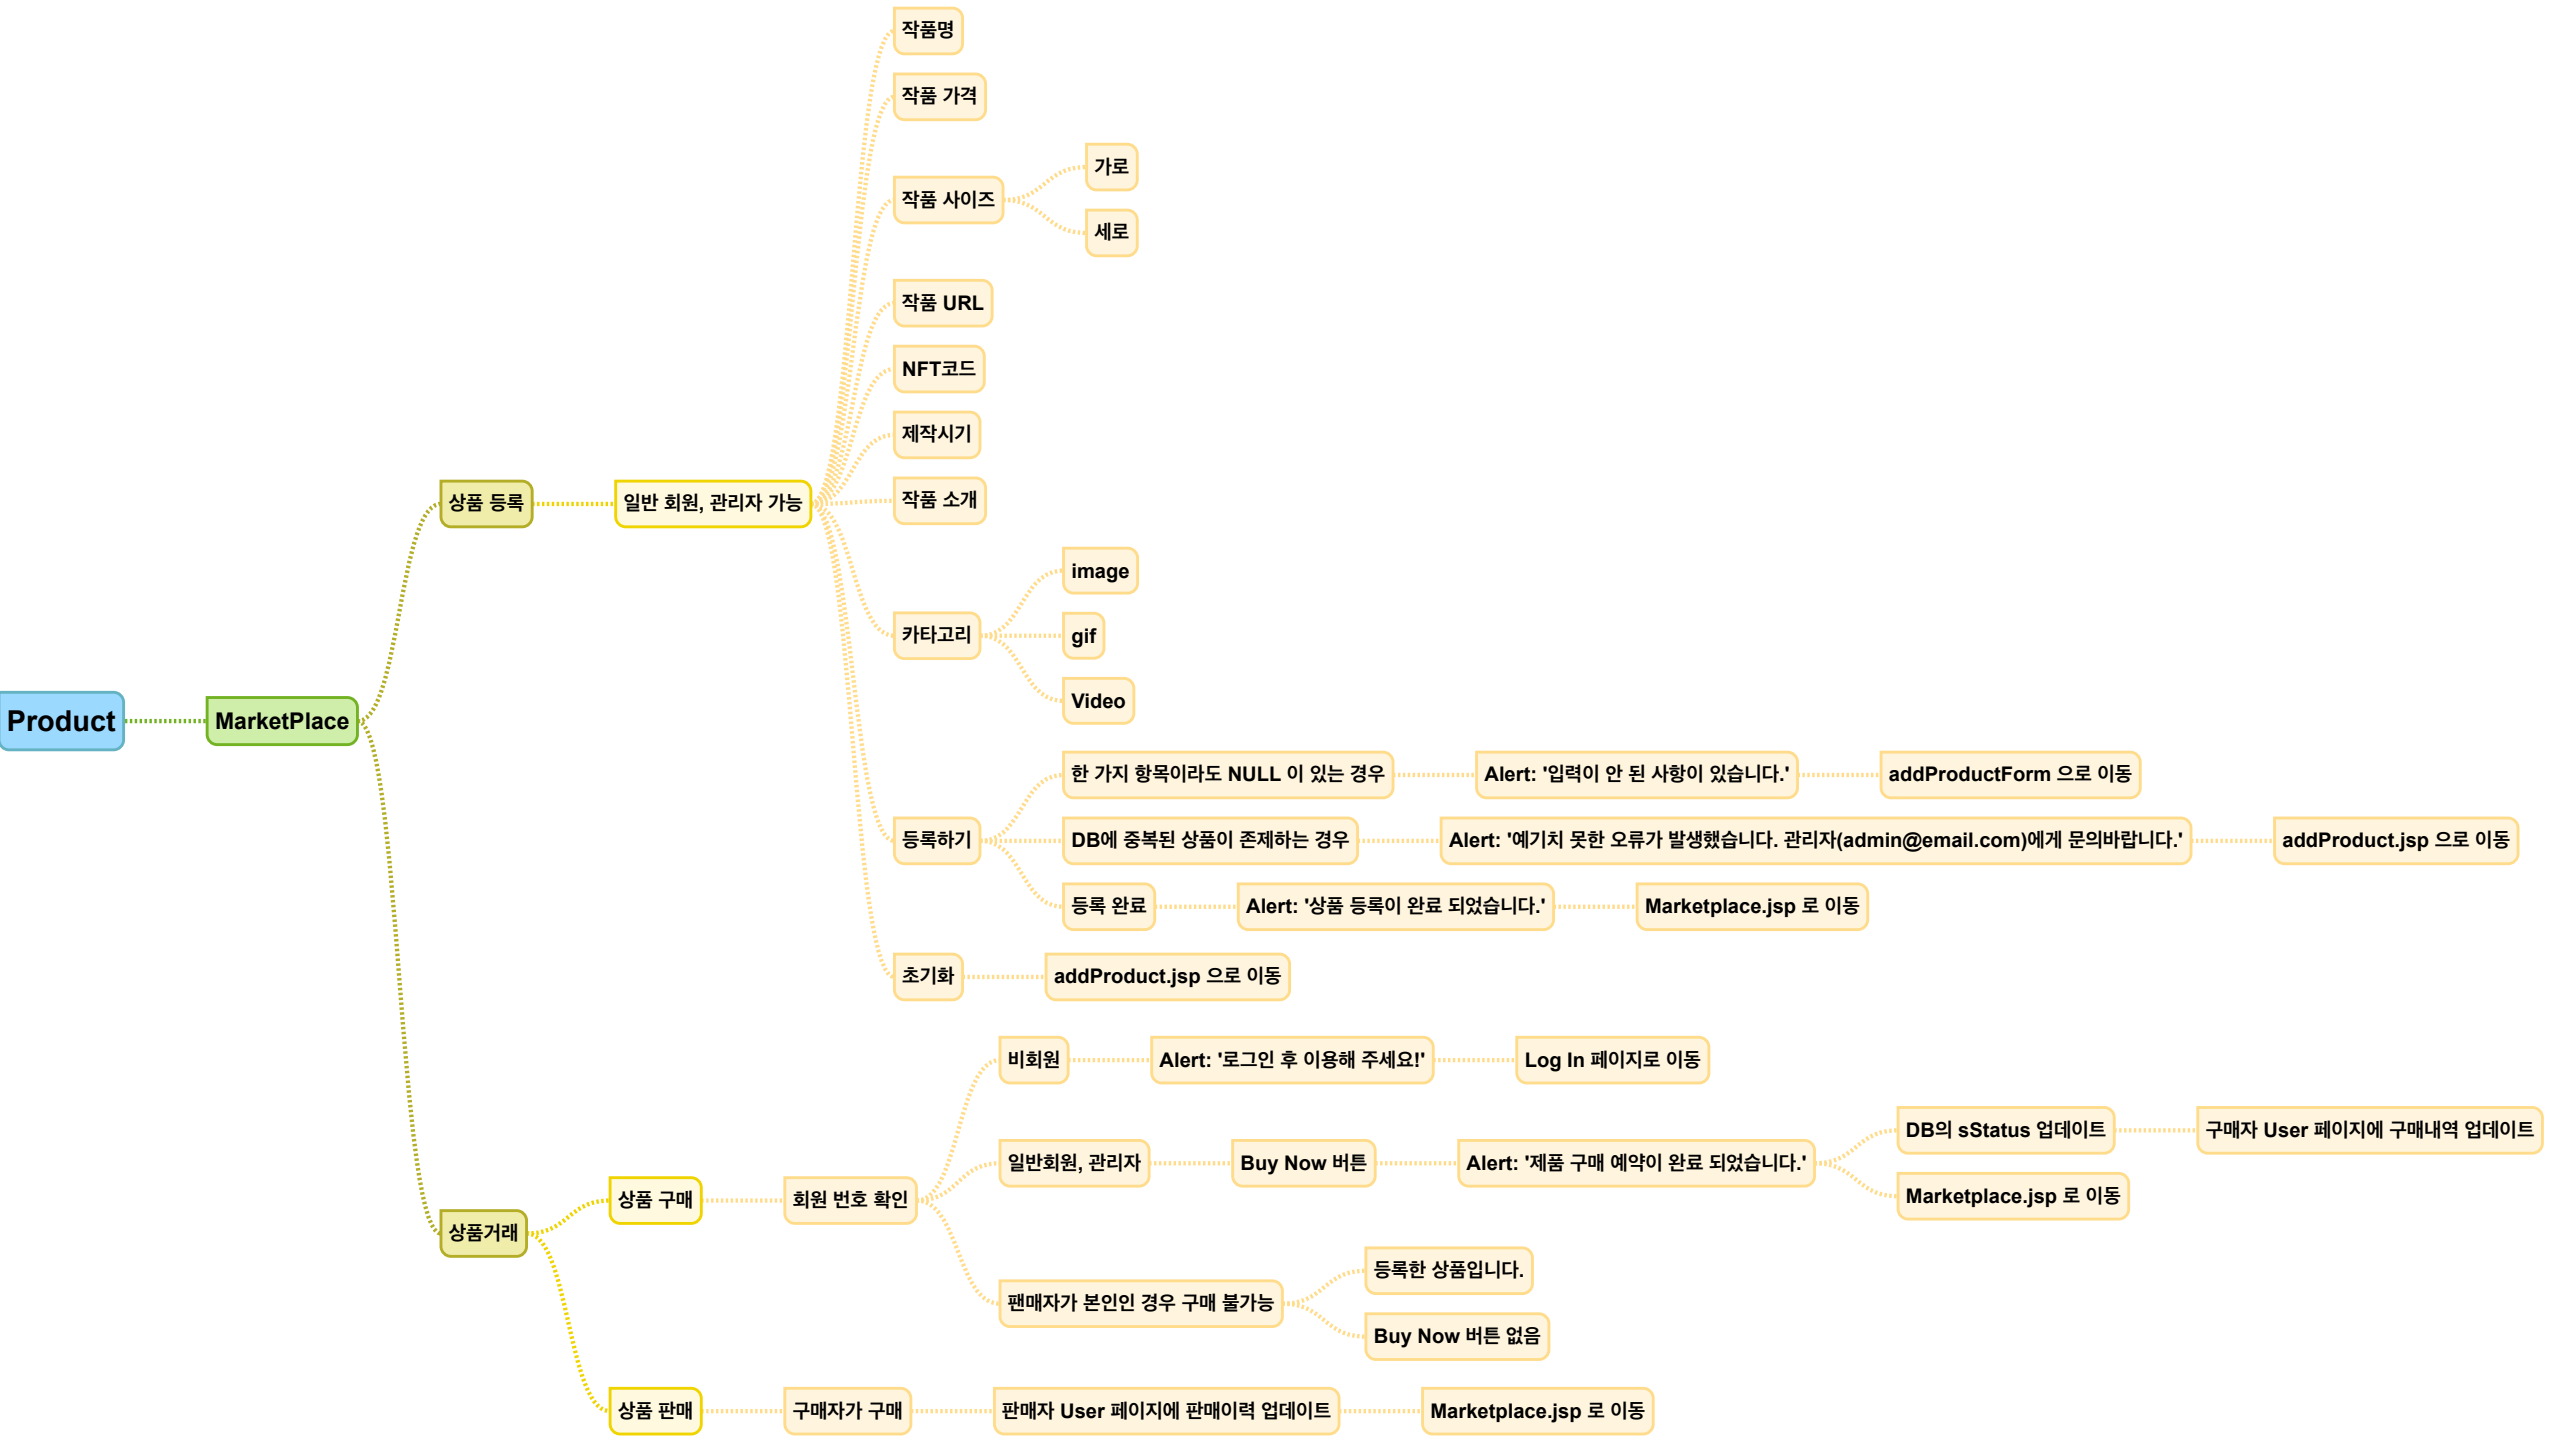 Product
MarketPlace
상품 등록
일반 회원, 관리자 가능
작품명
작품 가격
작품 사이즈
가로
세로
작품 URL
NFT코드
제작시기
작품 소개
카타고리
image
gif
Video
등록하기
한 가지 항목이라도 NULL 이 있는 경우
Alert: '입력이 안 된 사항이 있습니다.'
addProductForm 으로 이동
DB에 중복된 상품이 존제하는 경우
Alert: '예기치 못한 오류가 발생했습니다. 관리자(admin@email.com)에게 문의바랍니다.'
addProduct.jsp 으로 이동
등록 완료
Alert: '상품 등록이 완료 되었습니다.'
Marketplace.jsp 로 이동
초기화
addProduct.jsp 으로 이동
상품거래
상품 구매
회원 번호 확인
비회원
Alert: '로그인 후 이용해 주세요!'
Log In 페이지로 이동
일반회원, 관리자
Buy Now 버튼
Alert: '제품 구매 예약이 완료 되었습니다.'
DB의 sStatus 업데이트
구매자 User 페이지에 구매내역 업데이트
Marketplace.jsp 로 이동
팬매자가 본인인 경우 구매 불가능
등록한 상품입니다.
Buy Now 버튼 없음
상품 판매
구매자가 구매
판매자 User 페이지에 판매이력 업데이트
Marketplace.jsp 로 이동